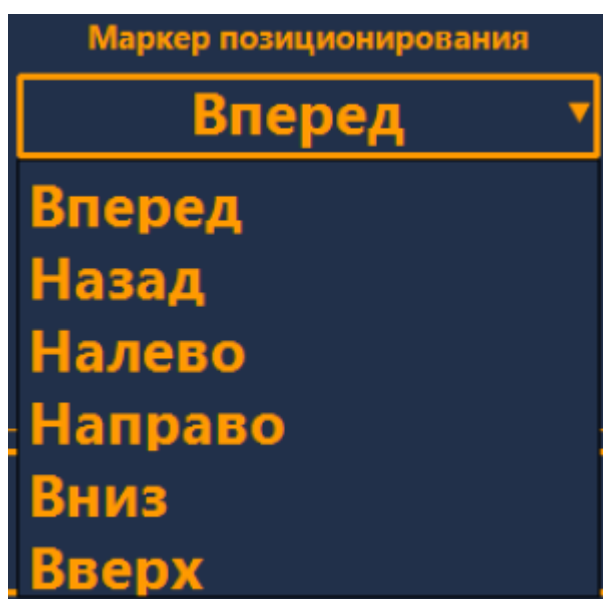 Маркер позиционирования
Вперед
Вперед
Назад
Налево
Направо
Вниз
Вверх